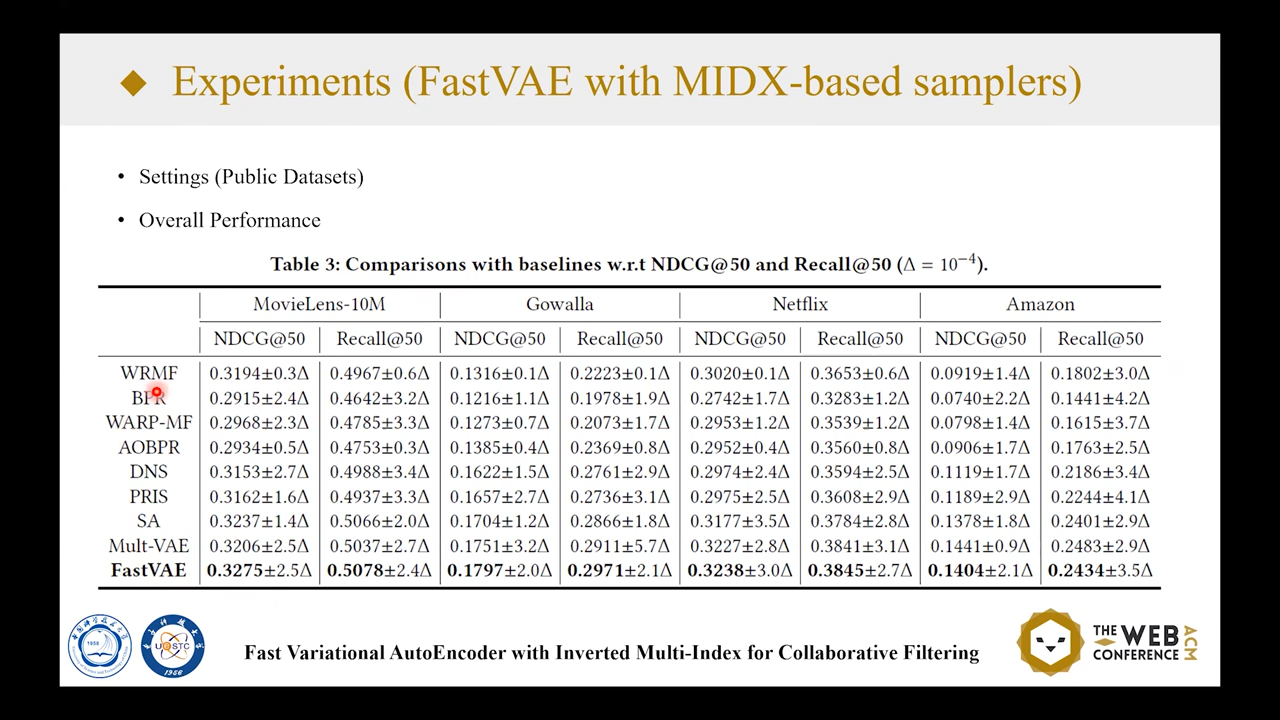 Experiments (FastVAE with MIDX-based samplers)
• Settings (Public Datasets)
• Overall Performance
Table 3: Comparisons with baselines w.r.t NDCG@50 and Recall@50 (Δ = 10⁻⁴).
MovieLens-10M Gowalla Netflix Amazon
NDCG@50 Recall@50 NDCG@50 Recall@50 NDCG@50 Recall@50 NDCG@50 Recall@50
WRMF 0.3194±0.3Δ 0.4967±0.6Δ 0.1316±0.1Δ 0.2223±0.1Δ 0.3020±0.1Δ 0.3653±0.6Δ 0.0919±1.4Δ 0.1802±3.0Δ
BPR 0.2915±2.4Δ 0.4642±3.2Δ 0.1216±1.1Δ 0.1978±1.9Δ 0.2742±1.7Δ 0.3283±1.2Δ 0.0740±2.2Δ 0.1441±4.2Δ
WARP-MF 0.2968±2.3Δ 0.4785±3.3Δ 0.1273±0.7Δ 0.2073±1.7Δ 0.2953±1.2Δ 0.3539±1.2Δ 0.0798±1.4Δ 0.1615±3.7Δ
AOBPR 0.2934±0.5Δ 0.4753±0.3Δ 0.1385±0.4Δ 0.2369±0.8Δ 0.2952±0.4Δ 0.3560±0.8Δ 0.0906±1.7Δ 0.1763±2.5Δ
DNS 0.3153±2.7Δ 0.4988±3.4Δ 0.1622±1.5Δ 0.2761±2.9Δ 0.2974±2.4Δ 0.3594±2.5Δ 0.1119±1.7Δ 0.2186±3.4Δ
PRIS 0.3162±1.6Δ 0.4937±3.3Δ 0.1657±2.7Δ 0.2736±3.1Δ 0.2975±2.5Δ 0.3608±2.9Δ 0.1189±2.9Δ 0.2244±4.1Δ
SA 0.3237±1.4Δ 0.5066±2.0Δ 0.1704±1.2Δ 0.2866±1.8Δ 0.3177±3.5Δ 0.3784±2.8Δ 0.1378±1.8Δ 0.2401±2.9Δ
Mult-VAE 0.3206±2.5Δ 0.5037±2.7Δ 0.1751±3.2Δ 0.2911±5.7Δ 0.3227±2.8Δ 0.3841±3.1Δ 0.1441±0.9Δ 0.2483±2.9Δ
FastVAE 0.3275±2.5Δ 0.5078±2.4Δ 0.1797±2.0Δ 0.2971±2.1Δ 0.3238±3.0Δ 0.3845±2.7Δ 0.1404±2.1Δ 0.2434±3.5Δ
1958
1956
Fast Variational AutoEncoder with Inverted Multi-Index for Collaborative Filtering
THE WEB
CONFERENCE
ACM